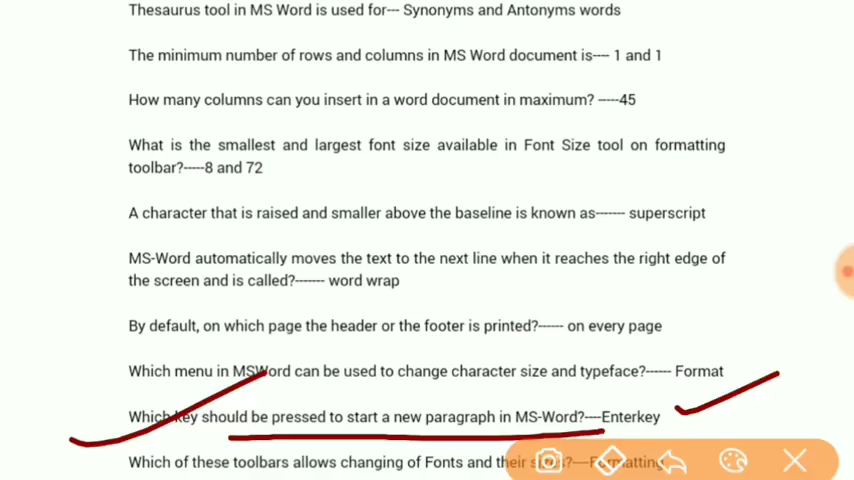 Thesaurus tool in MS Word is used for--- Synonyms and Antonyms words
The minimum number of rows and columns in MS Word document is---- 1 and 1
How many columns can you insert in a word document in maximum? -----45
What is the smallest and largest font size available in Font Size tool on formatting
toolbar?-----8 and 72
A character that is raised and smaller above the baseline is known as------- superscript
MS-Word automatically moves the text to the next line when it reaches the right edge of
the screen and is called?------- word wrap
By default, on which page the header or the footer is printed?------ on every page
Which menu in MSWord can be used to change character size and typeface?------ Format
Which key should be pressed to start a new paragraph in MS-Word?----Enterkey
Which of these toolbars allows changing of Fonts and their sizes?---Formatting